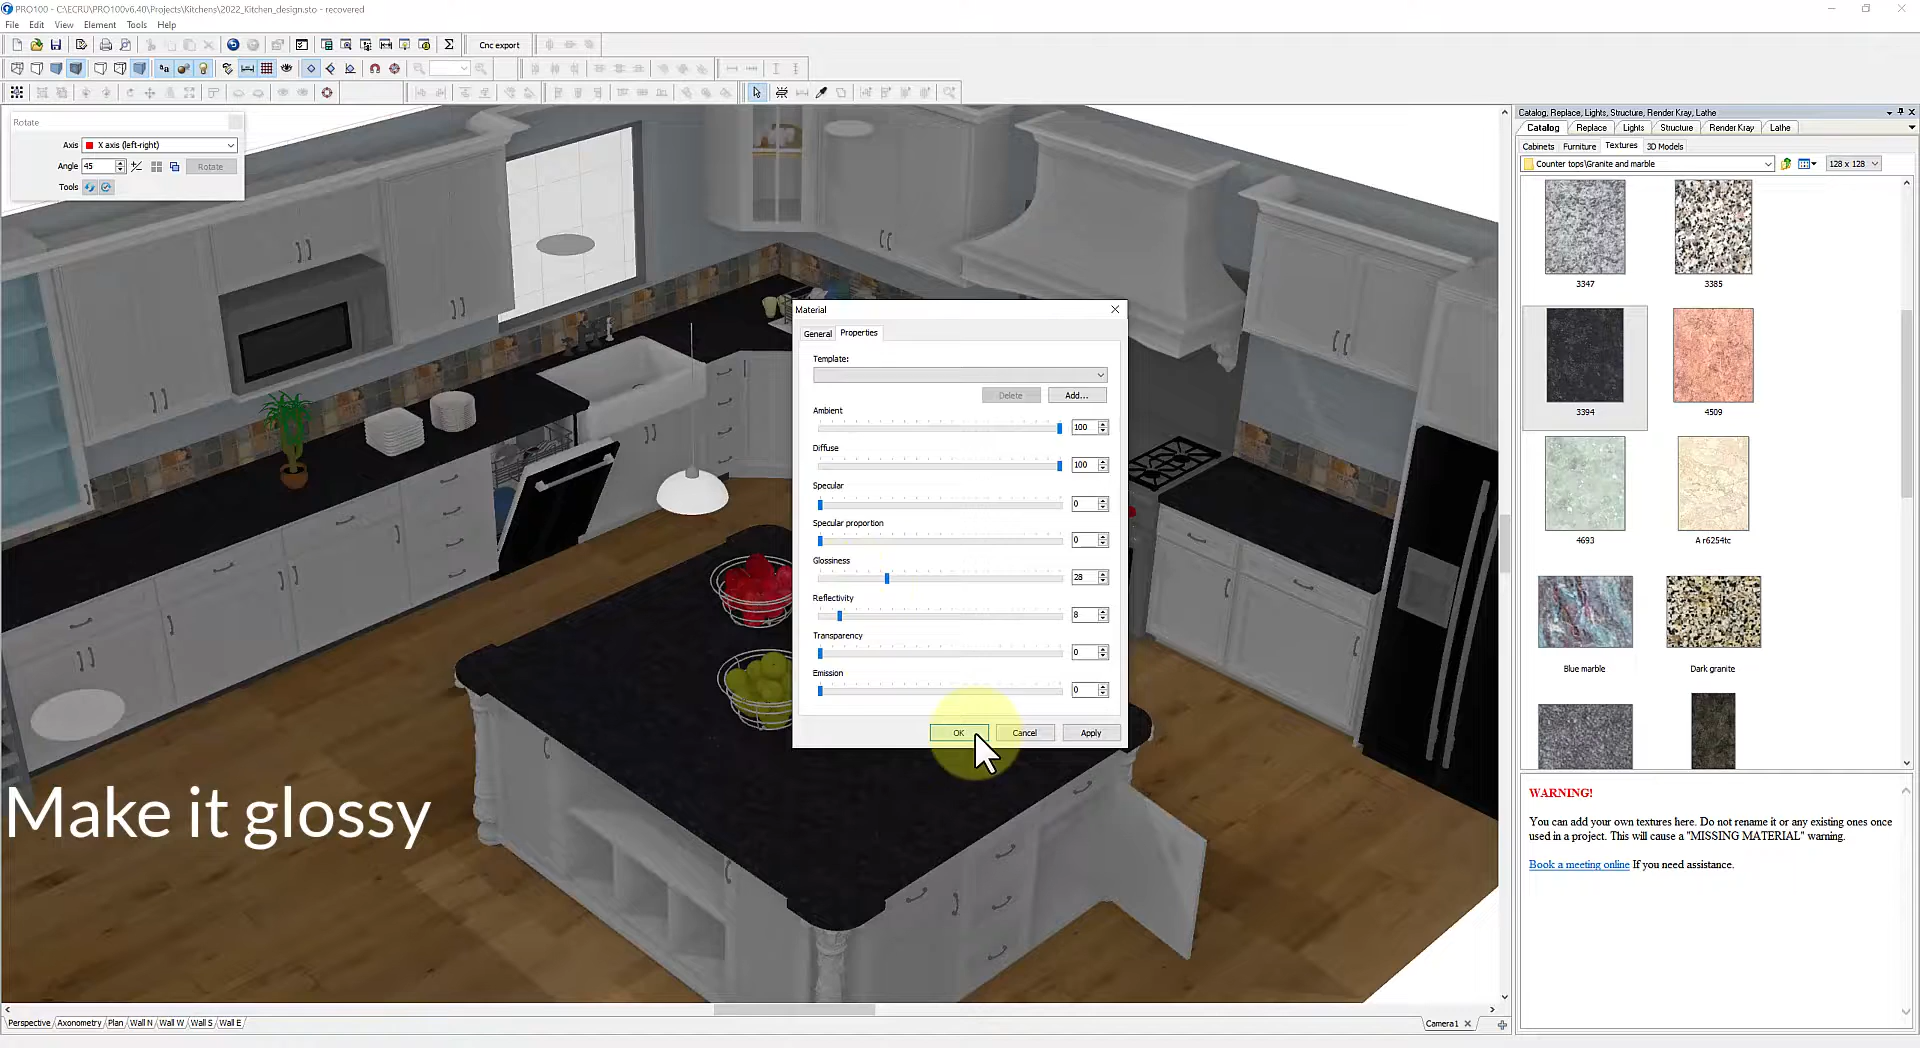 PRO100 - C:\ECRU\PRO100v6.40\Projects\Kitchens\2022_Kitchen_design.sto - recovered
File Edit View Element Tools Help
Cnc export
Rotate
Axis X axis (left-right)
Angle 45 Rotate
Tools
Catalog, Replace, Lights, Structure, Render Kray, Lathe
Catalog Replace Lights Structure Render Kray Lathe
Cabinets Furniture Textures 3D Models
Counter tops\Granite and marble 128 x 128
3347 3385
3394 4509
4693 A r6254tc
Blue marble Dark granite
Material
General Properties
Template:
Delete Add...
Ambient
100
Diffuse
100
Specular
0
Specular proportion
0
Glossiness
28
Reflectivity
8
Transparency
0
Emission
0
OK Cancel Apply
Make it glossy
WARNING!
You can add your own textures here. Do not rename it or any existing ones once
used in a project. This will cause a "MISSING MATERIAL" warning.
Book a meeting online If you need assistance.
Perspective Axonometry Plan Wall N Wall W Wall S Wall E
Camera1